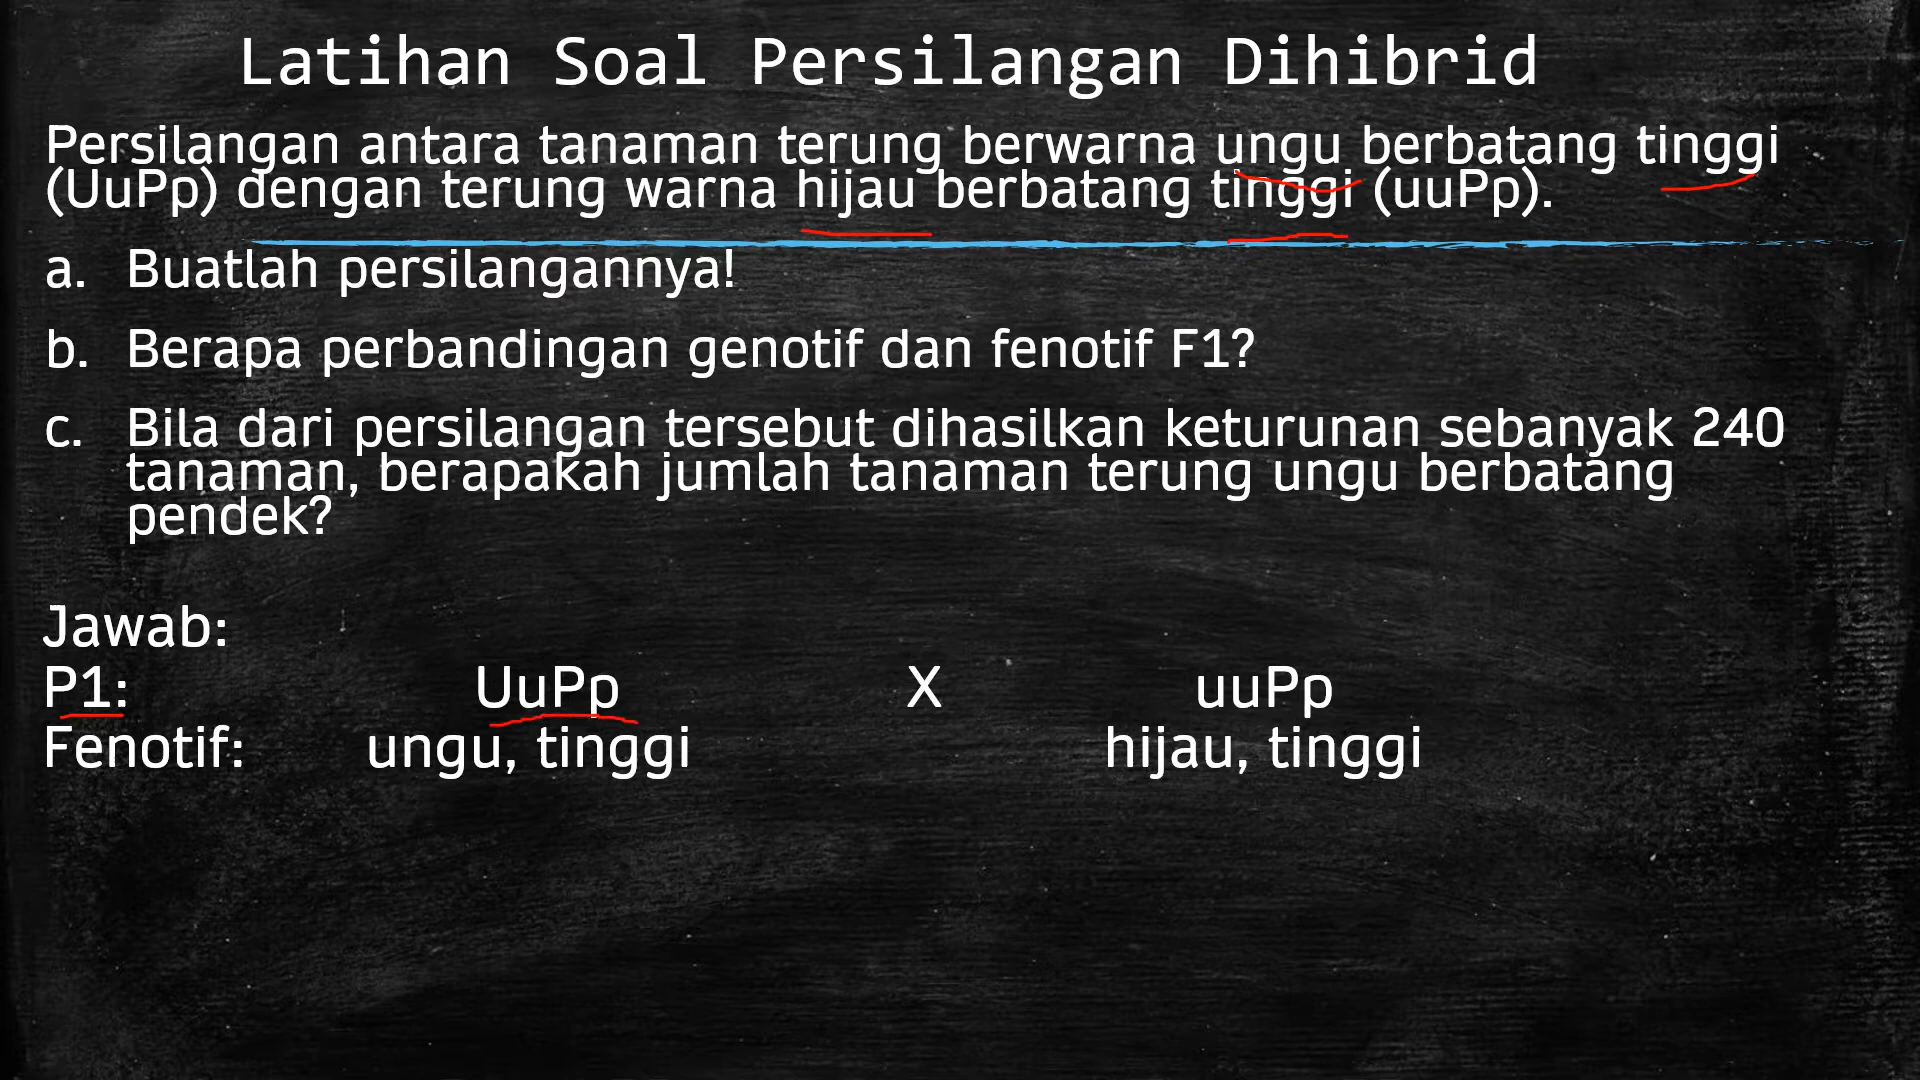 Latihan Soal Persilangan Dihibrid
Persilangan antara tanaman terung berwarna ungu berbatang tinggi
(UuPp) dengan terung warna hijau berbatang tinggi (uuPp).
a. Buatlah persilangannya!
b. Berapa perbandingan genotif dan fenotif F1?
c. Bila dari persilangan tersebut dihasilkan keturunan sebanyak 240
tanaman, berapakah jumlah tanaman terung ungu berbatang
pendek?
Jawab:
P1: UuPp X uuPp
Fenotif: ungu, tinggi hijau, tinggi